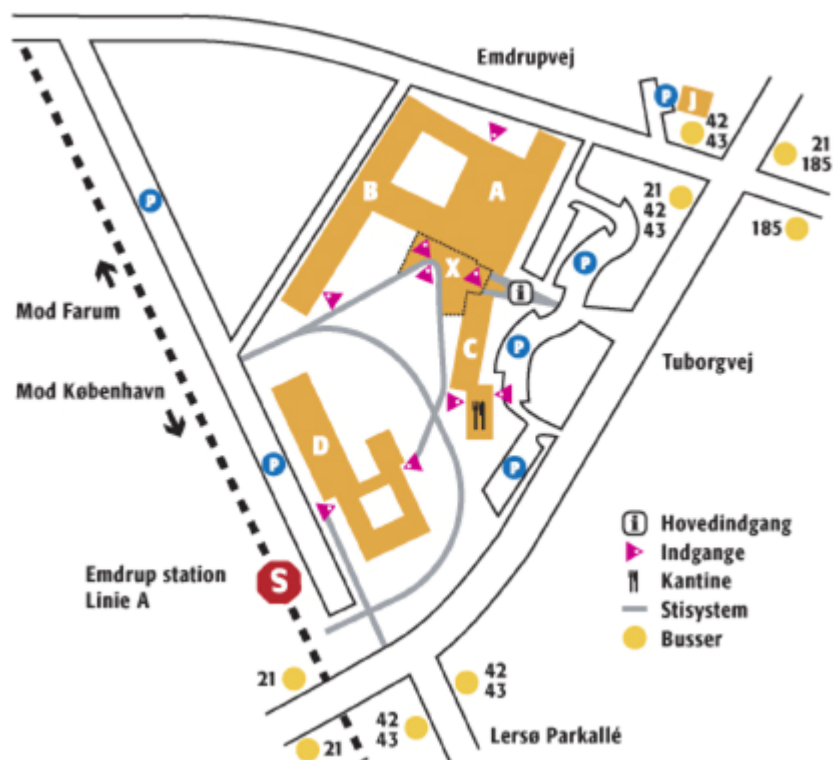 Emdrupvej
P
J
42
43
21
185
P
B
A
21
42
43
185
X
P
i
Mod Farum
C
P
Tuborgvej
Mod København
D
P
P
i Hovedindgang
Indgange
Kantine
Stisystem
Busser
Emdrup station
Linie A
S
21
42
43
42
43
21
Lersø Parkallé